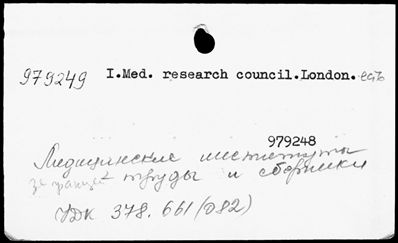 979249 I.Med. research council.London.
979248
Медицинские институты
за границей труды и сборники
УДК 378.661(082)